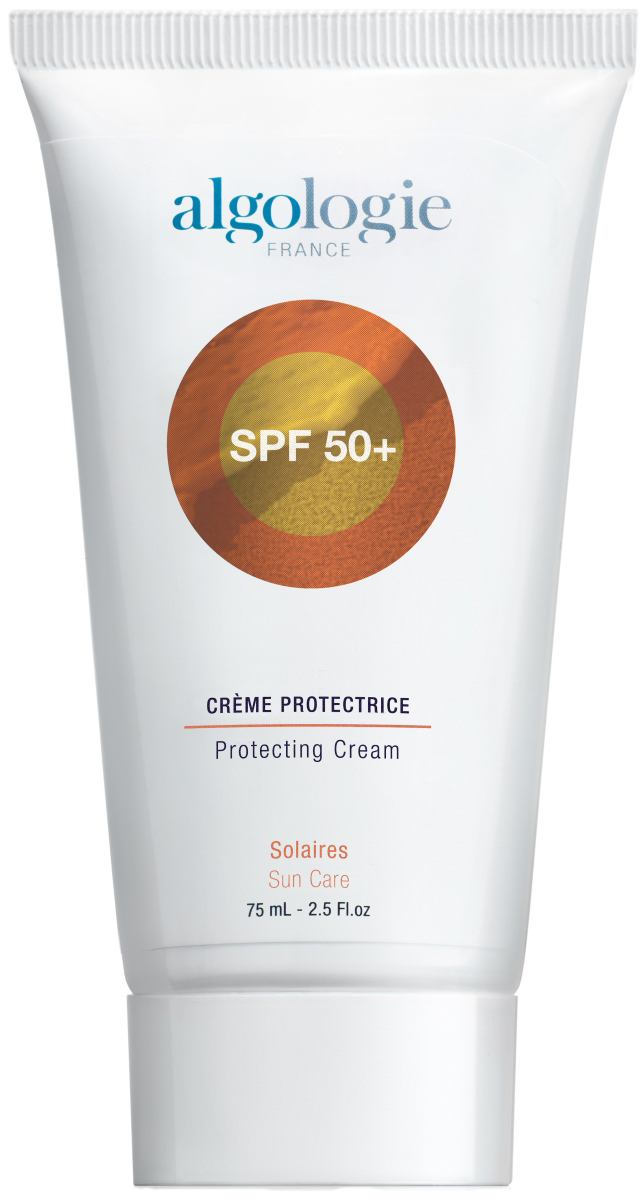 algologie
FRANCE
SPF 50+
CRÈME PROTECTRICE
Protecting Cream
Solaires
Sun Care
75 mL - 2.5 Fl.oz